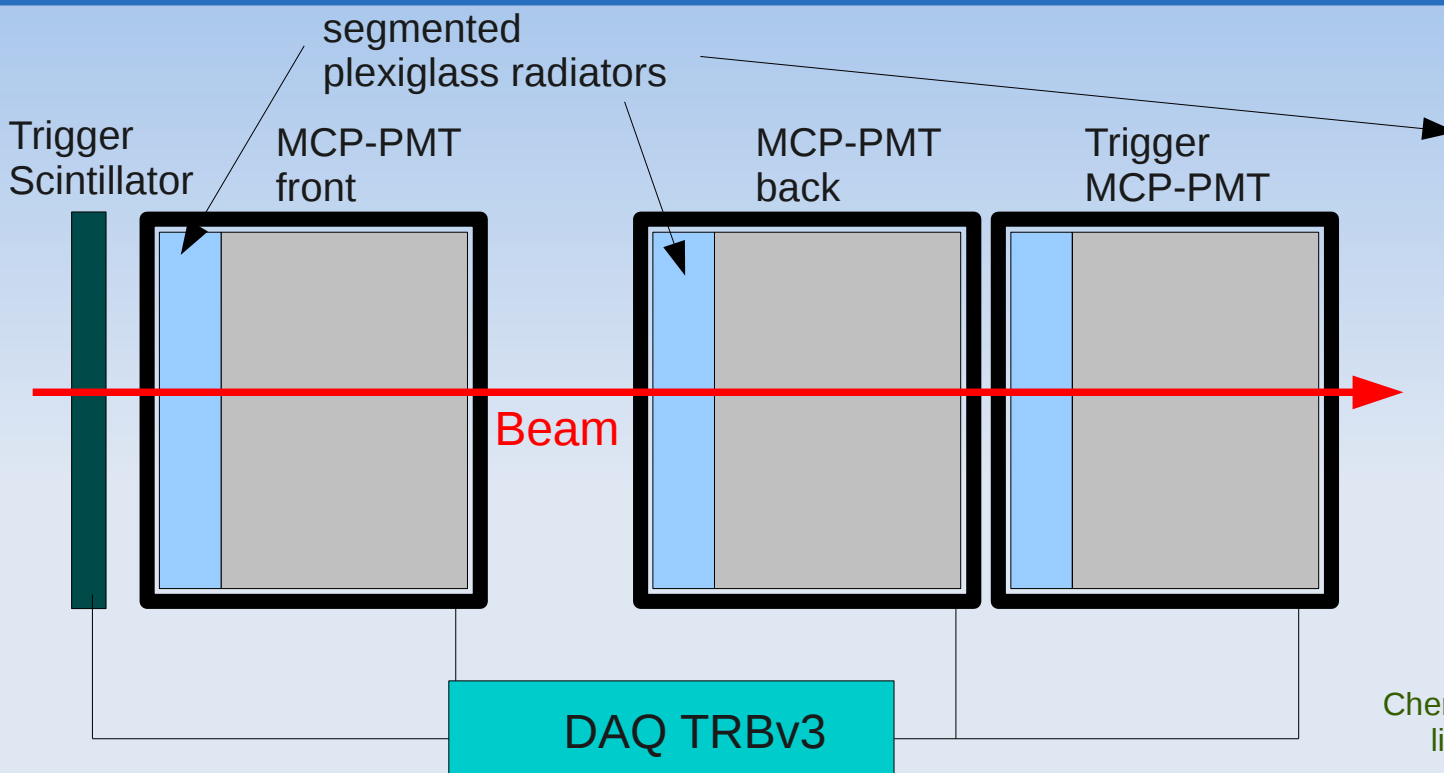 segmented
plexiglass radiators
Trigger
Scintillator
MCP-PMT
front
MCP-PMT
back
Trigger
MCP-PMT
Beam
DAQ TRBv3